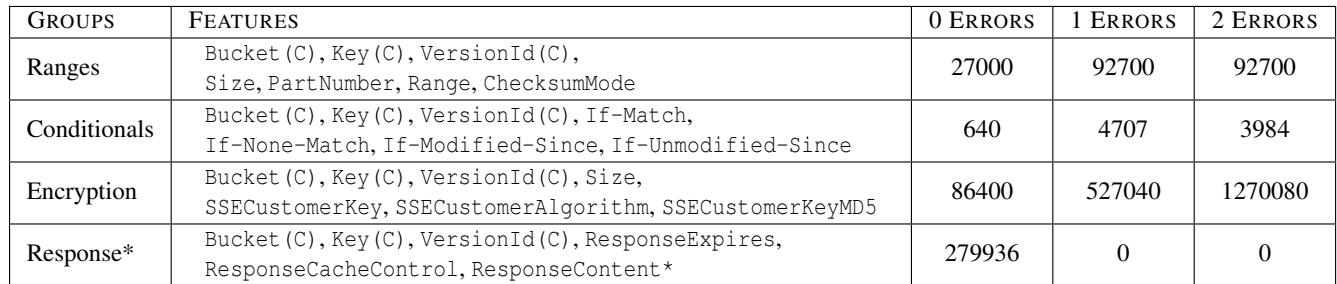 GROUPS FEATURES 0 ERRORS 1 ERRORS 2 ERRORS
Ranges Bucket(C), Key(C), VersionId(C), 27000 92700 92700
Size, PartNumber, Range, ChecksumMode
Conditionals Bucket(C), Key(C), VersionId(C), If-Match, 640 4707 3984
If-None-Match, If-Modified-Since, If-Unmodified-Since
Encryption Bucket(C), Key(C), VersionId(C), Size, 86400 527040 1270080
SSECustomerKey, SSECustomerAlgorithm, SSECustomerKeyMD5
Response* Bucket(C), Key(C), VersionId(C), ResponseExpires, 279936 0 0
ResponseCacheControl, ResponseContent*